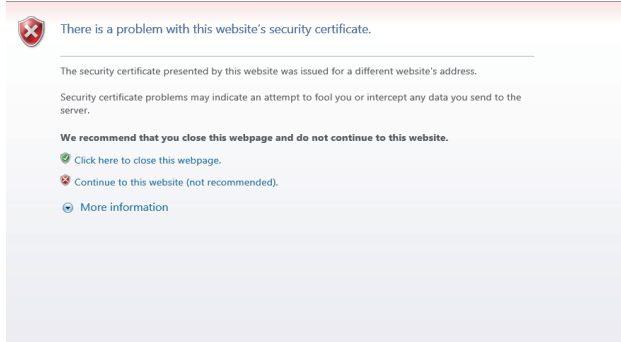 There is a problem with this website's security certificate.
The security certificate presented by this website was issued for a different website's address.
Security certificate problems may indicate an attempt to fool you or intercept any data you send to the
server.
We recommend that you close this webpage and do not continue to this website.
Click here to close this webpage.
Continue to this website (not recommended).
More information